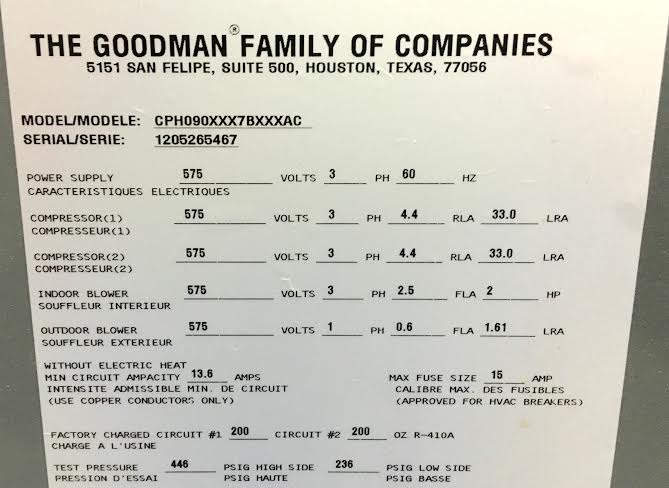 THE GOODMAN® FAMILY OF COMPANIES
5151 SAN FELIPE, SUITE 500, HOUSTON, TEXAS, 77056
MODEL/MODELE: CPH090XXX7BXXXAC
SERIAL/SERIE: 1205265467
POWER SUPPLY 575 VOLTS 3 PH 60 HZ
CARACTERISTIQUES ELECTRIQUES
COMPRESSOR(1) 575 VOLTS 3 PH 4.4 RLA 33.0 LRA
COMPRESSEUR(1)
COMPRESSOR(2) 575 VOLTS 3 PH 4.4 RLA 33.0 LRA
COMPRESSEUR(2)
INDOOR BLOWER 575 VOLTS 3 PH 2.5 FLA 2 HP
SOUFFLEUR INTERIEUR
OUTDOOR BLOWER 575 VOLTS 1 PH 0.6 FLA 1.61 LRA
SOUFFLEUR EXTERIEUR
WITHOUT ELECTRIC HEAT
MIN CIRCUIT AMPACITY 13.6 AMPS MAX FUSE SIZE 15 AMP
INTENSITE ADMISSIBLE MIN. DE CIRCUIT CALIBRE MAX. DES FUSIBLES
(USE COPPER CONDUCTORS ONLY) (APPROVED FOR HVAC BREAKERS)
FACTORY CHARGED CIRCUIT #1 200 CIRCUIT #2 200 OZ R-410A
CHARGE A L'USINE
TEST PRESSURE 446 PSIG HIGH SIDE 236 PSIG LOW SIDE
PRESSION D'ESSAI PSIG HAUTE PSIG BASSE